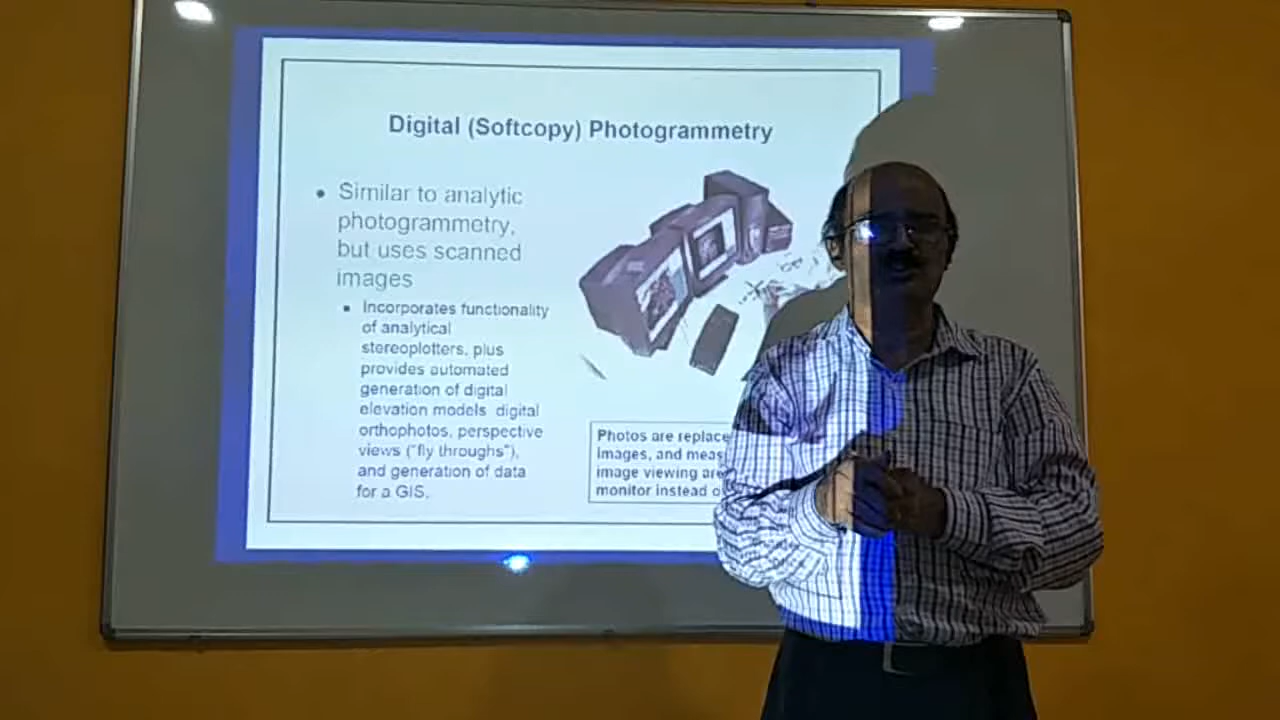 Digital (Softcopy) Photogrammetry
• Similar to analytic
photogrammetry,
but uses scanned
images
▪ Incorporates functionality
of analytical
stereoplotters, plus
provides automated
generation of digital
elevation models digital
orthophotos, perspective
views ("fly throughs"),
and generation of data
for a GIS.
Photos are replace
images, and meas
image viewing are
monitor instead o